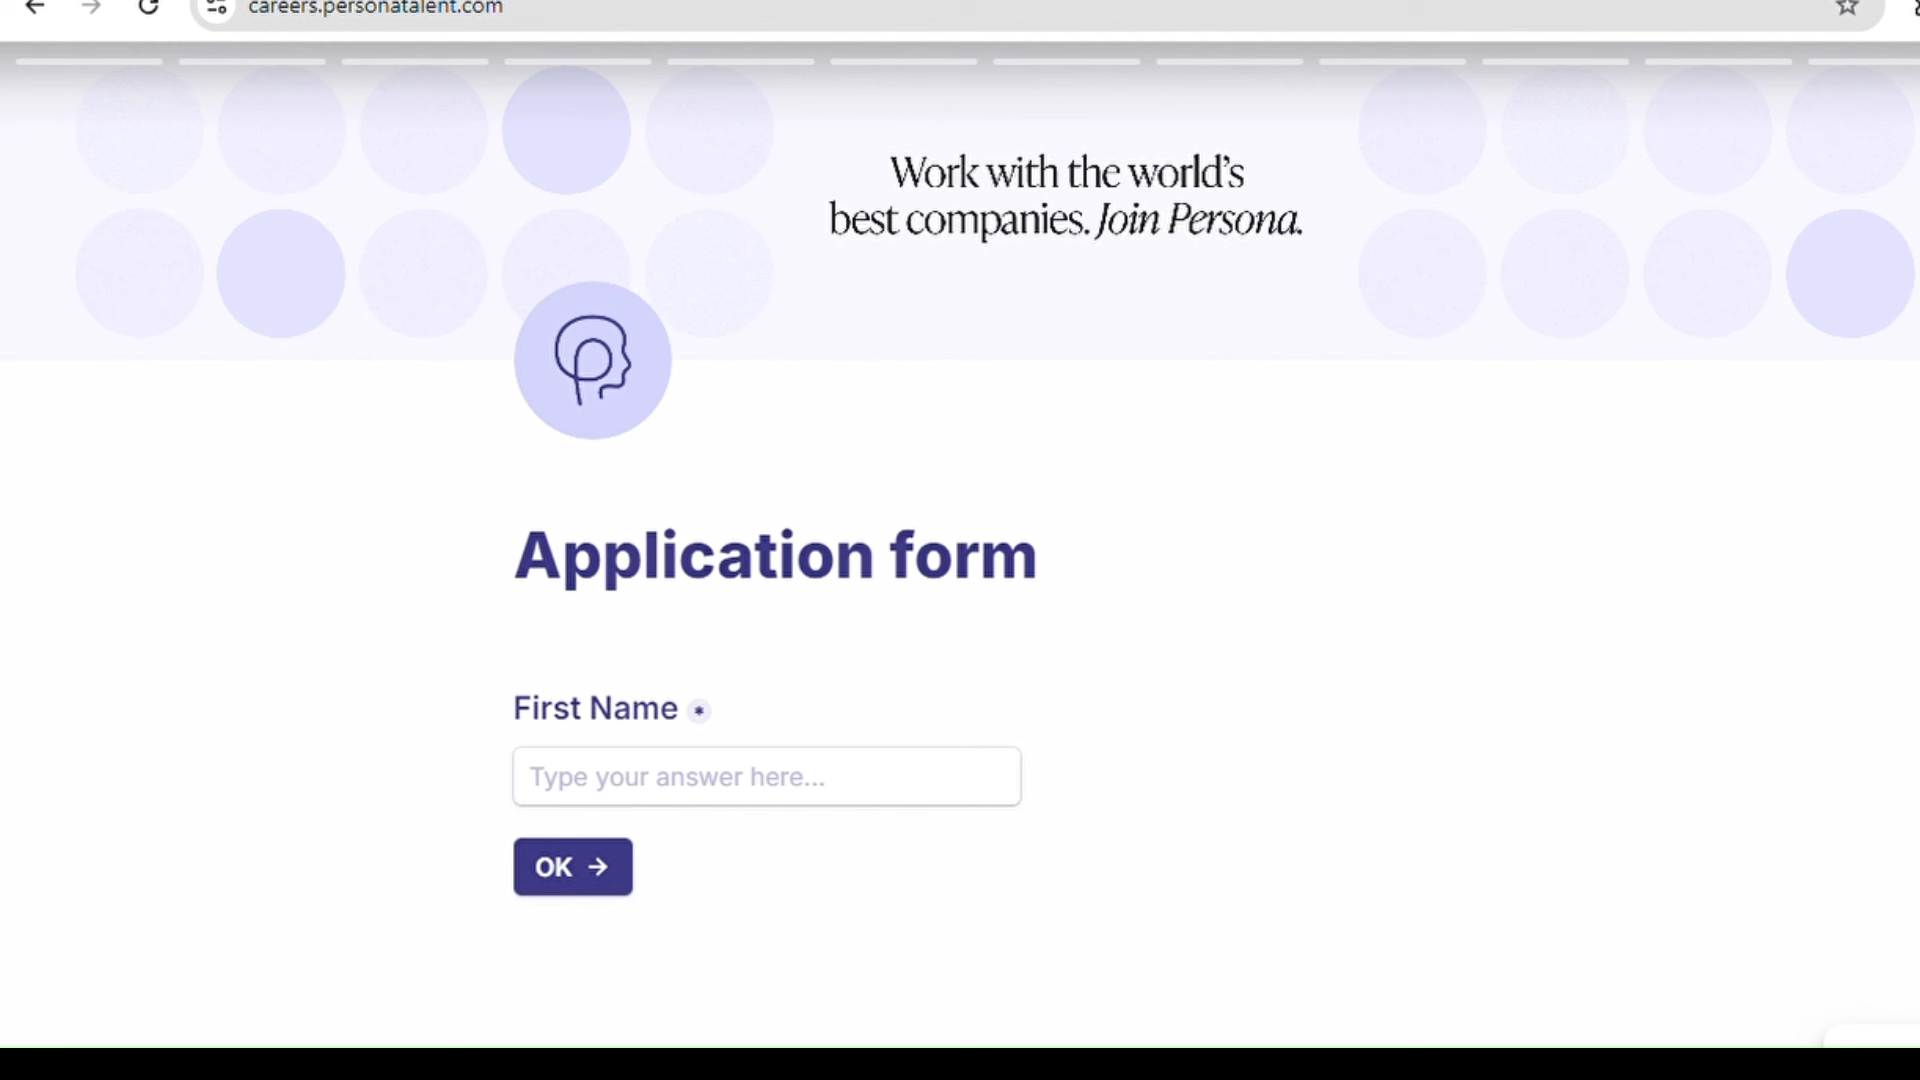 careers.personatalent.com
Work with the world's
best companies. Join Persona.
Application form
First Name *
Type your answer here...
OK →